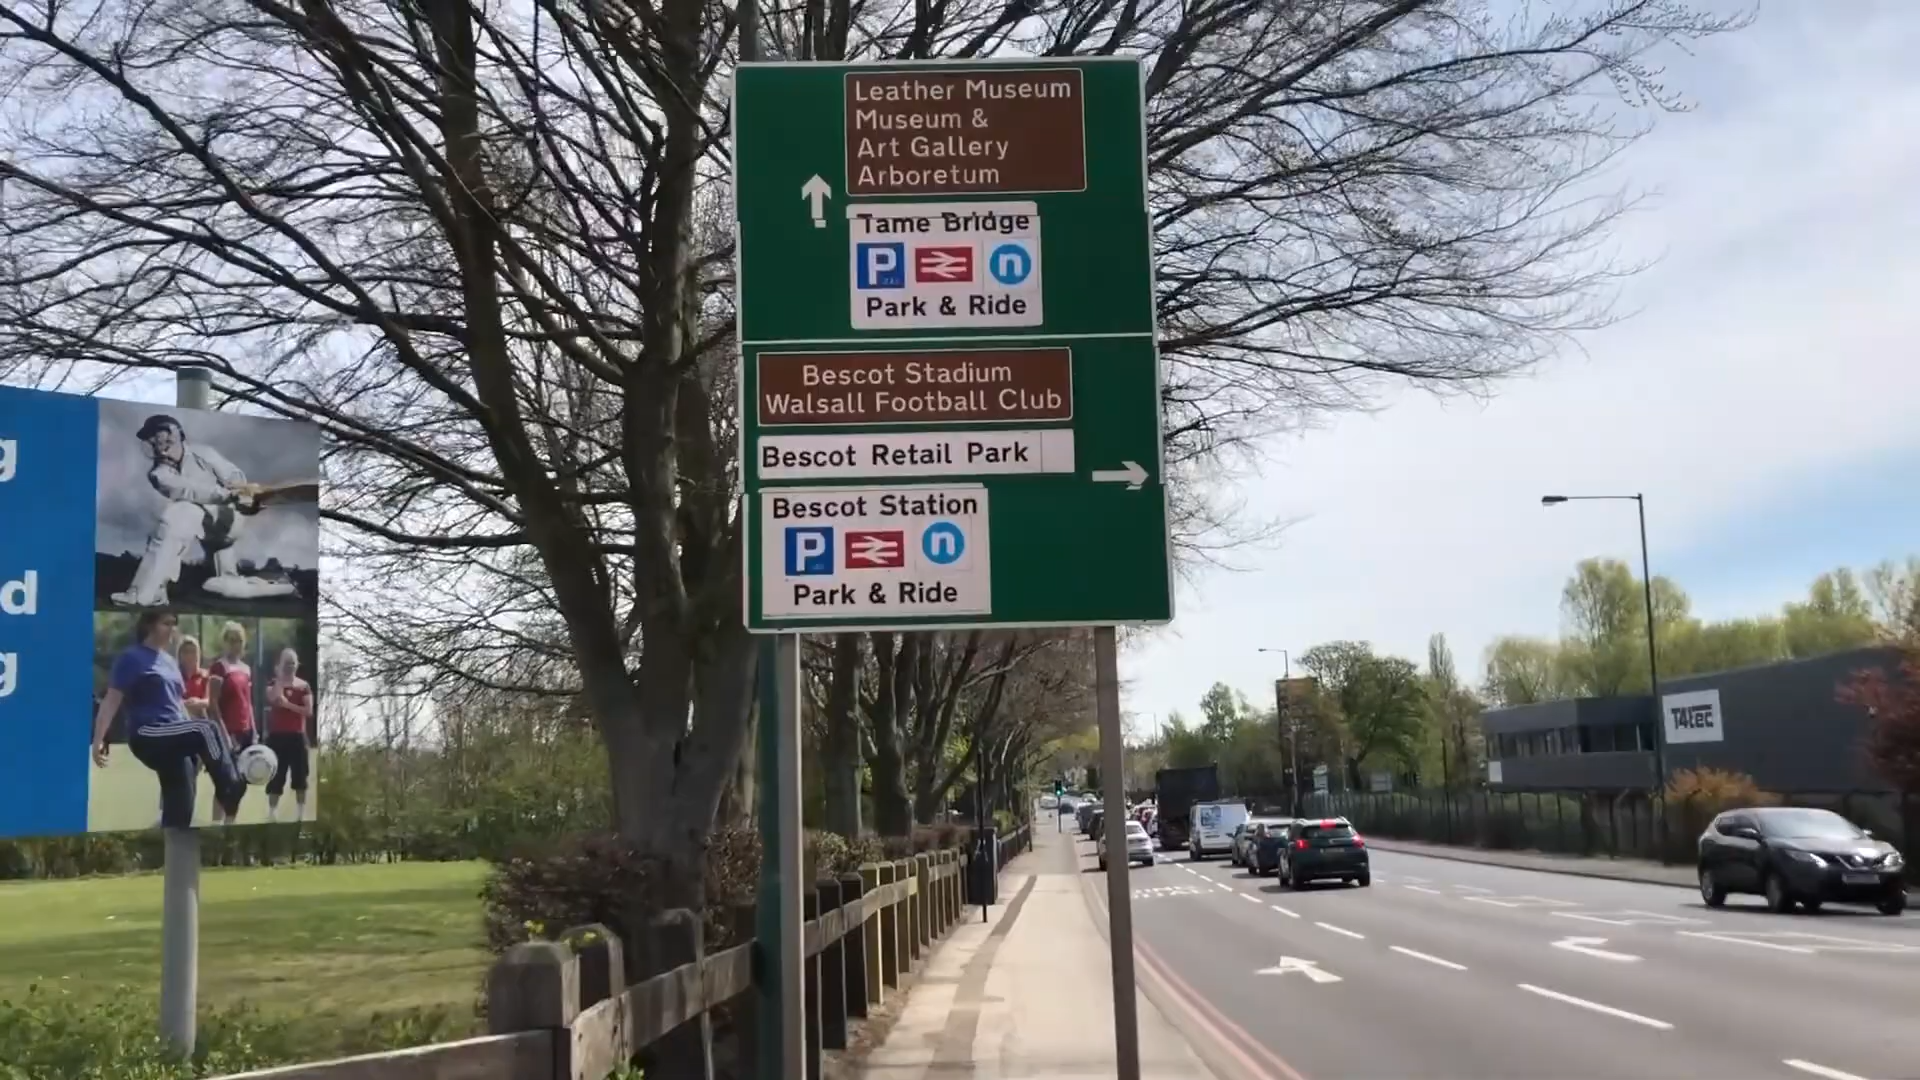 Leather Museum
Museum &
Art Gallery
Arboretum
Tame Bridge
P n
Park & Ride
Bescot Stadium
Walsall Football Club
Bescot Retail Park
Bescot Station
P n
Park & Ride
g
d
g
T4tec